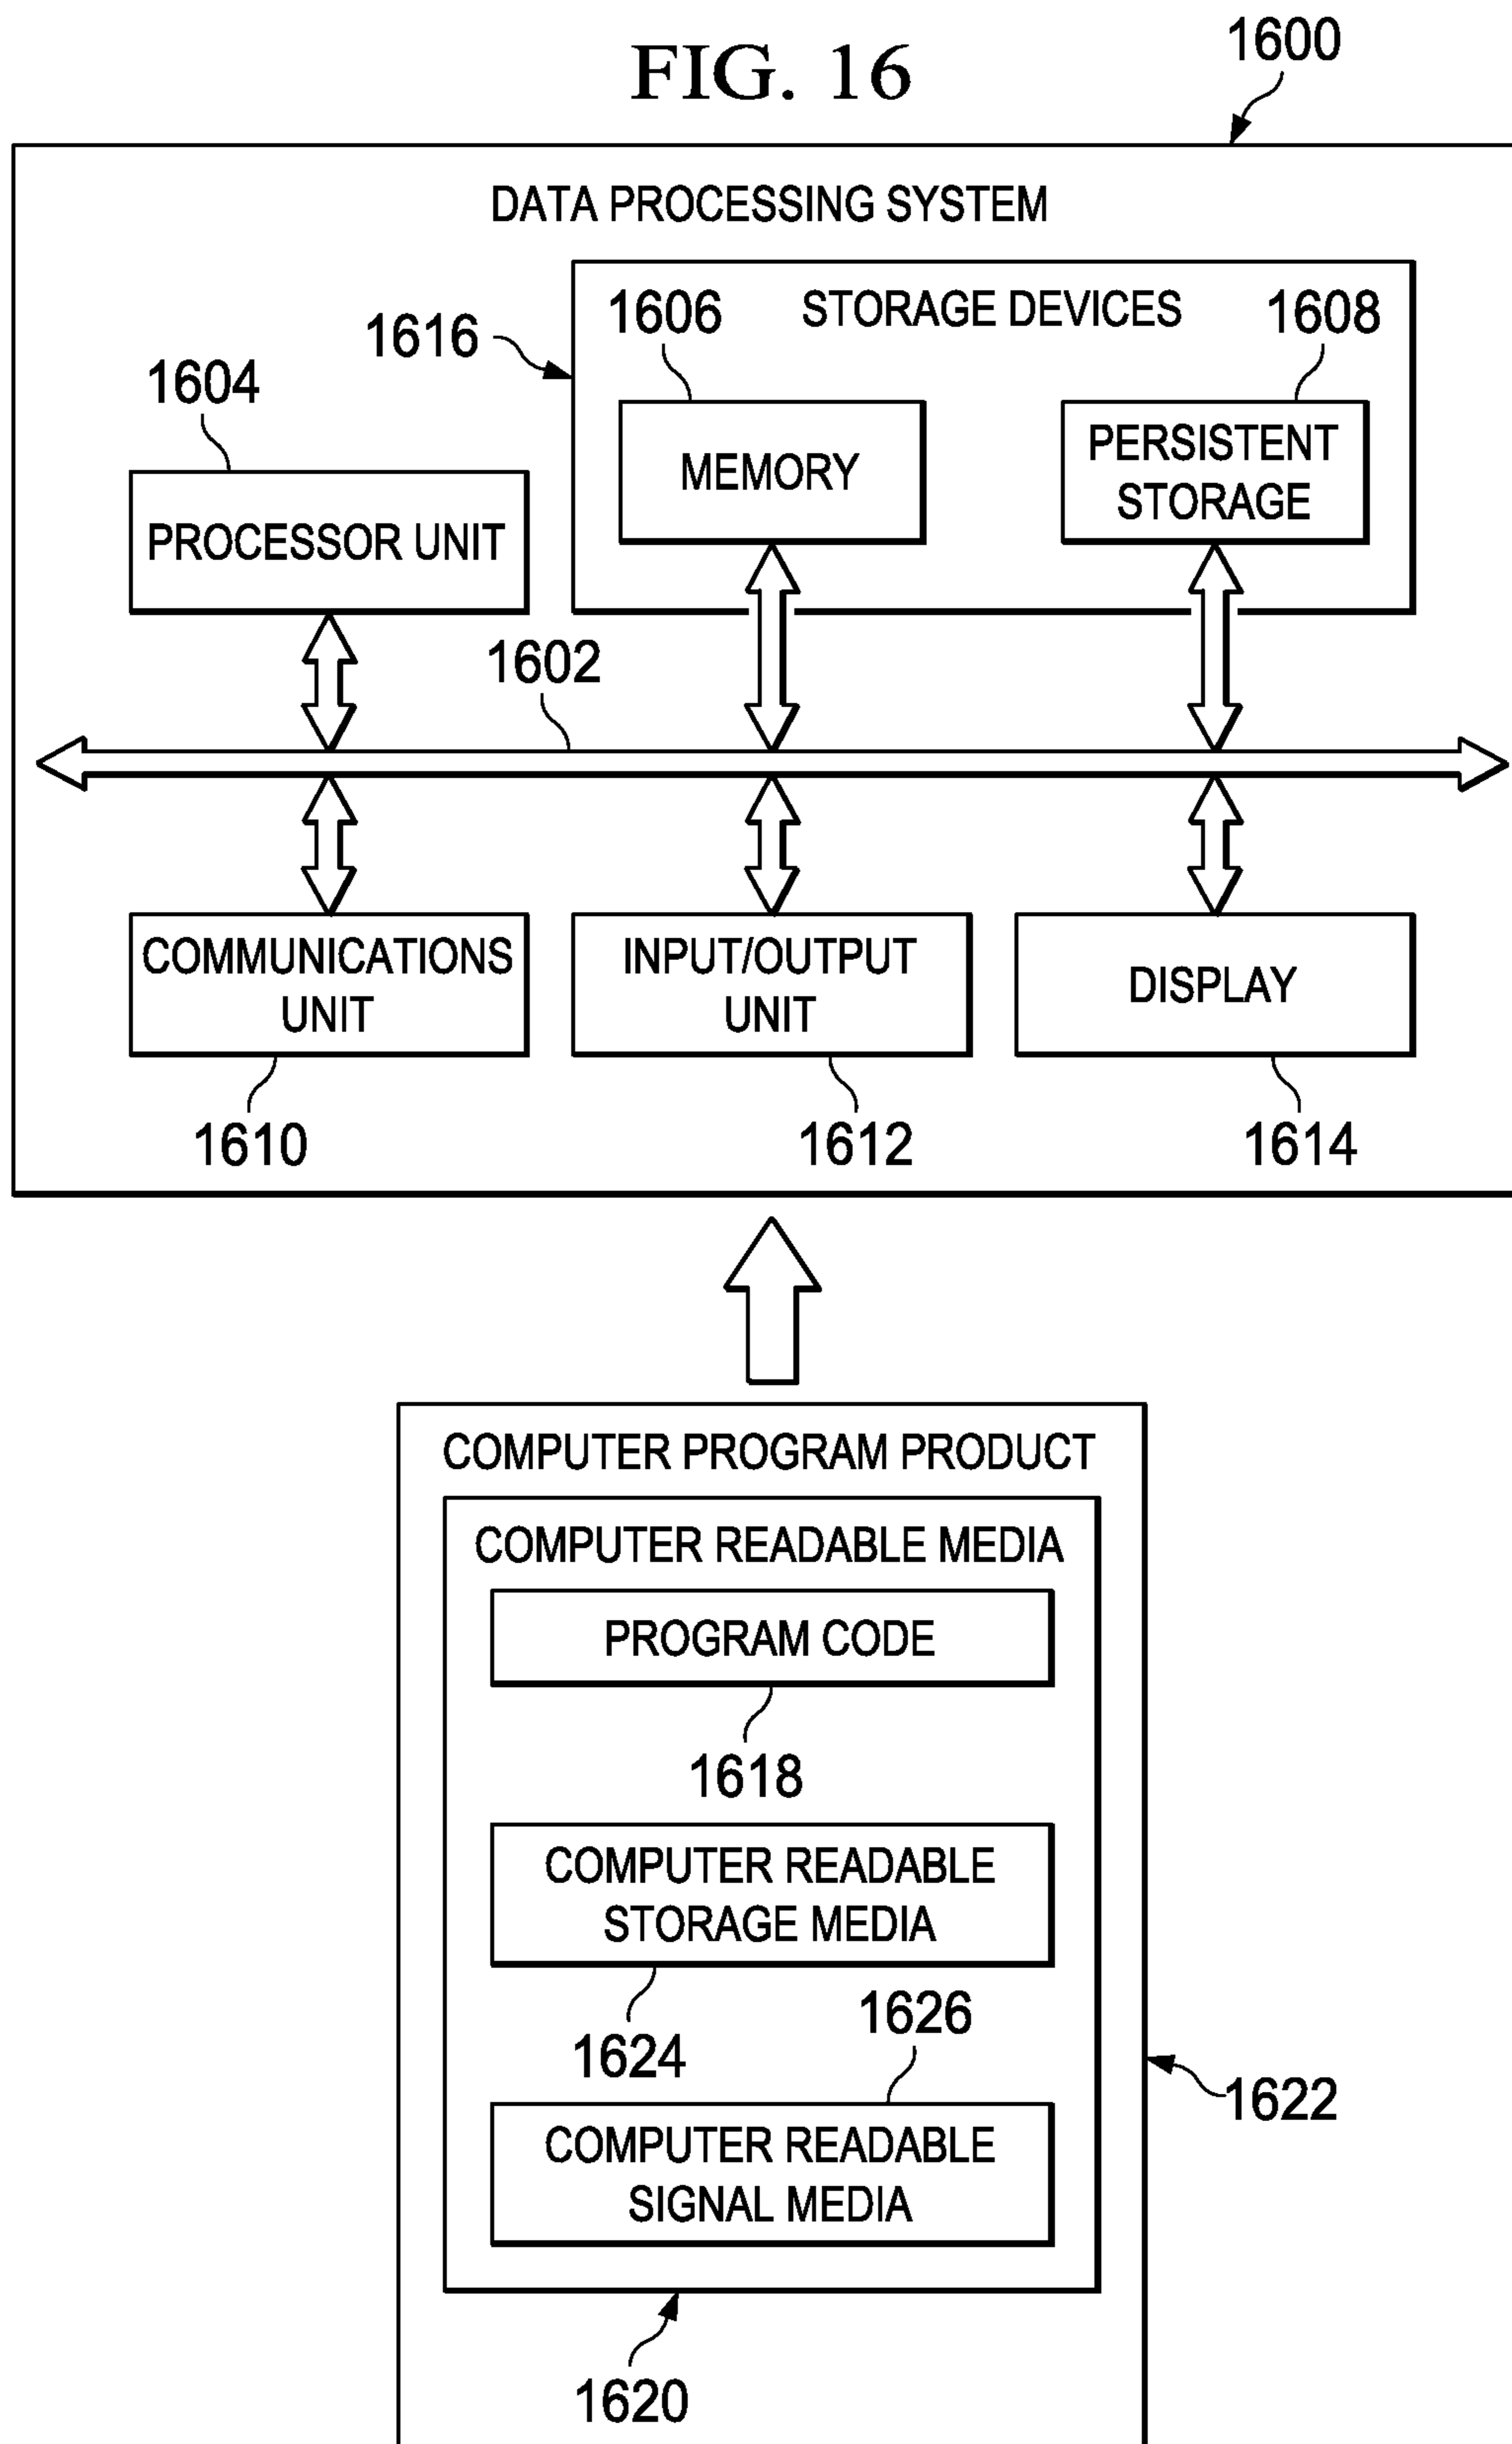 FIG. 16
1600
DATA PROCESSING SYSTEM
1616
1606
STORAGE DEVICES
1608
1604
MEMORY
PERSISTENT
STORAGE
PROCESSOR UNIT
1602
COMMUNICATIONS
UNIT
INPUT/OUTPUT
UNIT
DISPLAY
1610
1612
1614
COMPUTER PROGRAM PRODUCT
COMPUTER READABLE MEDIA
PROGRAM CODE
1618
COMPUTER READABLE
STORAGE MEDIA
1624
1626
COMPUTER READABLE
SIGNAL MEDIA
1622
1620